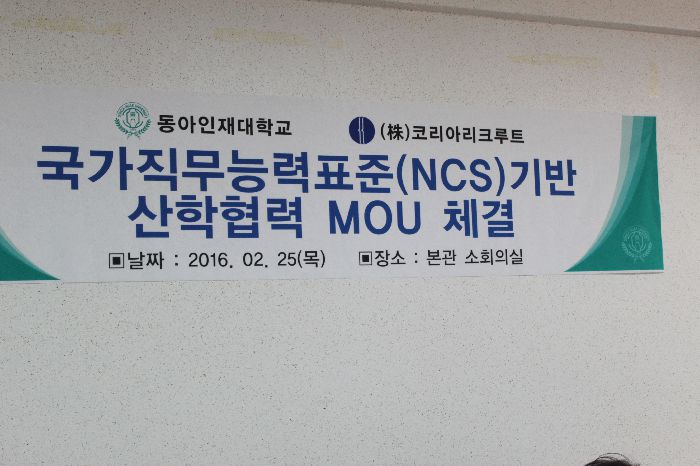 동아인재대학교 (株)코리아리크루트
국가직무능력표준(NCS)기반
산학협력 MOU 체결
▣날짜 : 2016. 02. 25(목) ▣장소 : 본관 소회의실